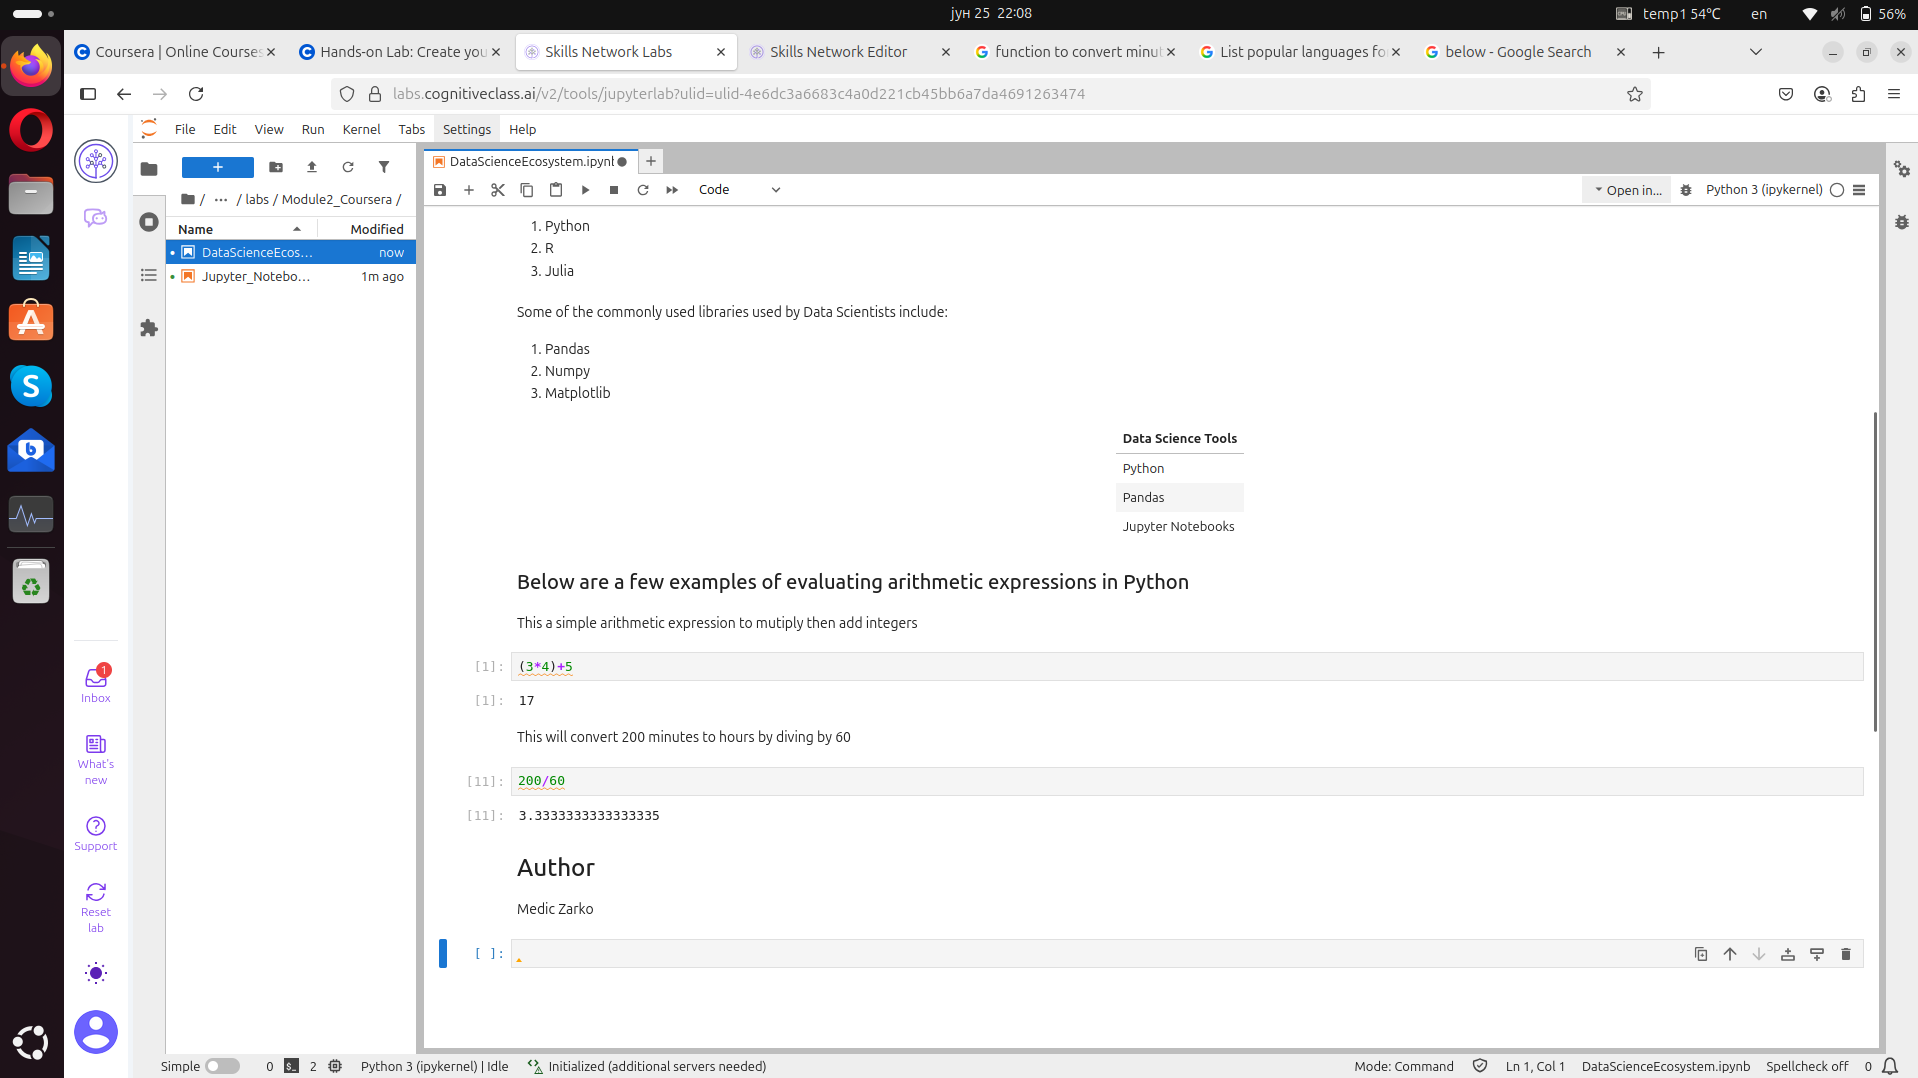 јун 25 22:08
temp1 54°C
en
56%
Coursera | Online Courses
Hands-on Lab: Create you
Skills Network Labs
Skills Network Editor
function to convert minut
List popular languages fo
below - Google Search
labs.cognitiveclass.ai/v2/tools/jupyterlab?ulid=ulid-4e6dc3a6683c4a0d221cb45bb6a7da4691263474
File Edit View Run Kernel Tabs Settings Help
DataScienceEcosystem.ipynb
Code
Open in...
Python 3 (ipykernel)
/ ··· / labs / Module2_Coursera /
Name Modified
DataScienceEcos... now
Jupyter_Notebo... 1m ago
1. Python
2. R
3. Julia
Some of the commonly used libraries used by Data Scientists include:
1. Pandas
2. Numpy
3. Matplotlib
Data Science Tools
Python
Pandas
Jupyter Notebooks
Below are a few examples of evaluating arithmetic expressions in Python
This a simple arithmetic expression to mutiply then add integers
[1]: (3*4)+5
[1]: 17
This will convert 200 minutes to hours by diving by 60
[11]: 200/60
[11]: 3.3333333333333335
Author
Medic Zarko
[ ]:
1
Inbox
What's
new
Support
Reset
lab
Simple
0
2
Python 3 (ipykernel) | Idle
Initialized (additional servers needed)
Mode: Command
Ln 1, Col 1
DataScienceEcosystem.ipynb
Spellcheck off
0